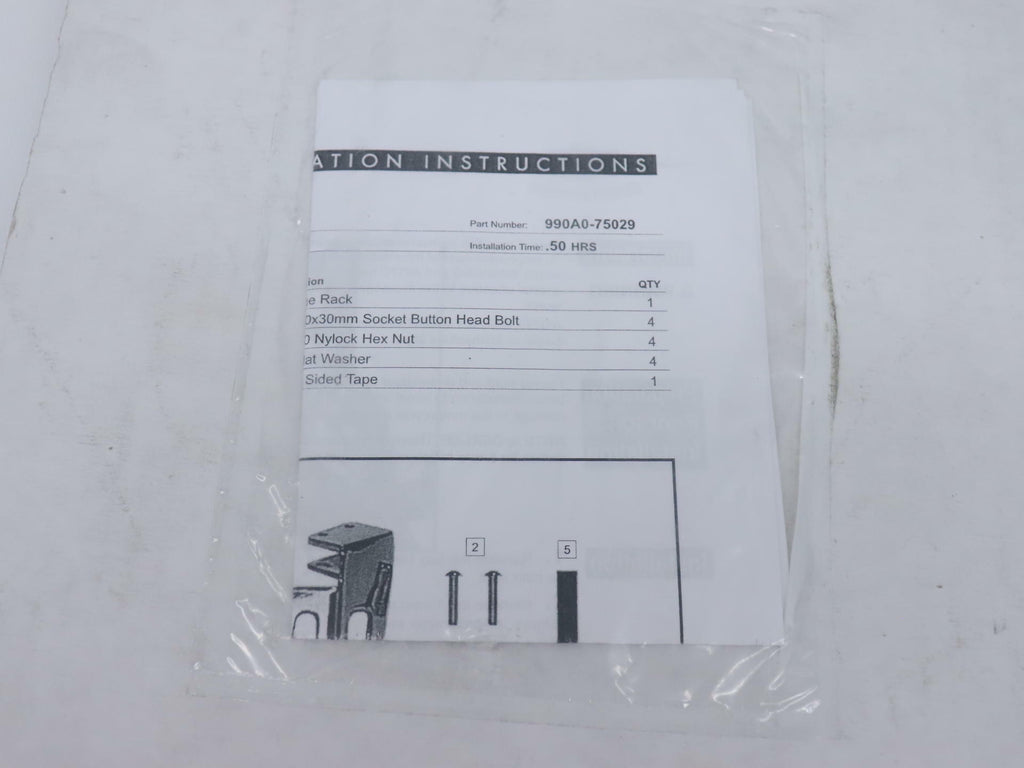 ATION INSTRUCTIONS
Part Number: 990A0-75029
Installation Time: .50 HRS
ion QTY
e Rack 1
0x30mm Socket Button Head Bolt 4
0 Nylock Hex Nut 4
at Washer 4
Sided Tape 1
2 5